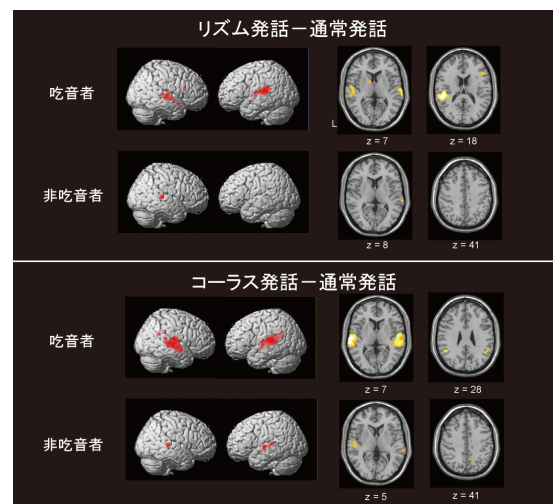 リズム発話－通常発話
吃音者
L
z = 7
z = 18
非吃音者
z = 8
z = 41
コーラス発話－通常発話
吃音者
z = 7
z = 28
非吃音者
z = 5
z = 41